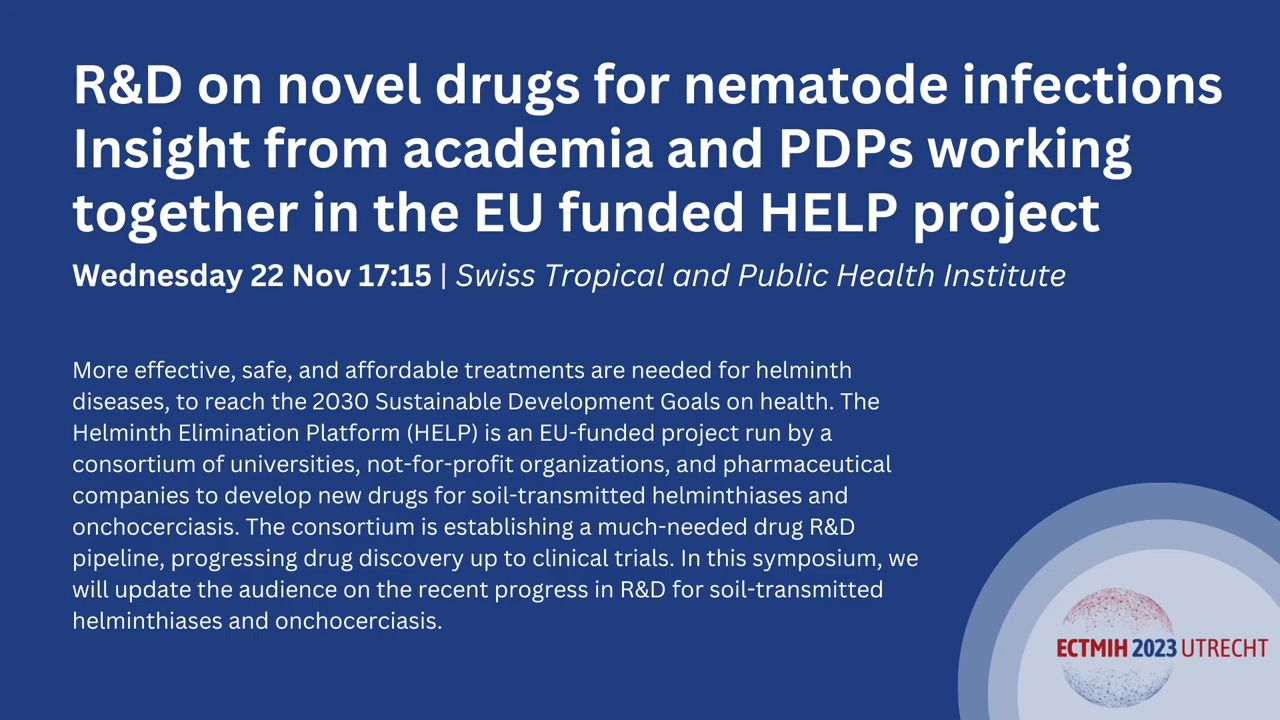 R&D on novel drugs for nematode infections
Insight from academia and PDPs working
together in the EU funded HELP project
Wednesday 22 Nov 17:15 | Swiss Tropical and Public Health Institute
More effective, safe, and affordable treatments are needed for helminth
diseases, to reach the 2030 Sustainable Development Goals on health. The
Helminth Elimination Platform (HELP) is an EU-funded project run by a
consortium of universities, not-for-profit organizations, and pharmaceutical
companies to develop new drugs for soil-transmitted helminthiases and
onchocerciasis. The consortium is establishing a much-needed drug R&D
pipeline, progressing drug discovery up to clinical trials. In this symposium, we
will update the audience on the recent progress in R&D for soil-transmitted
helminthiases and onchocerciasis.
ECTMIH 2023 UTRECHT